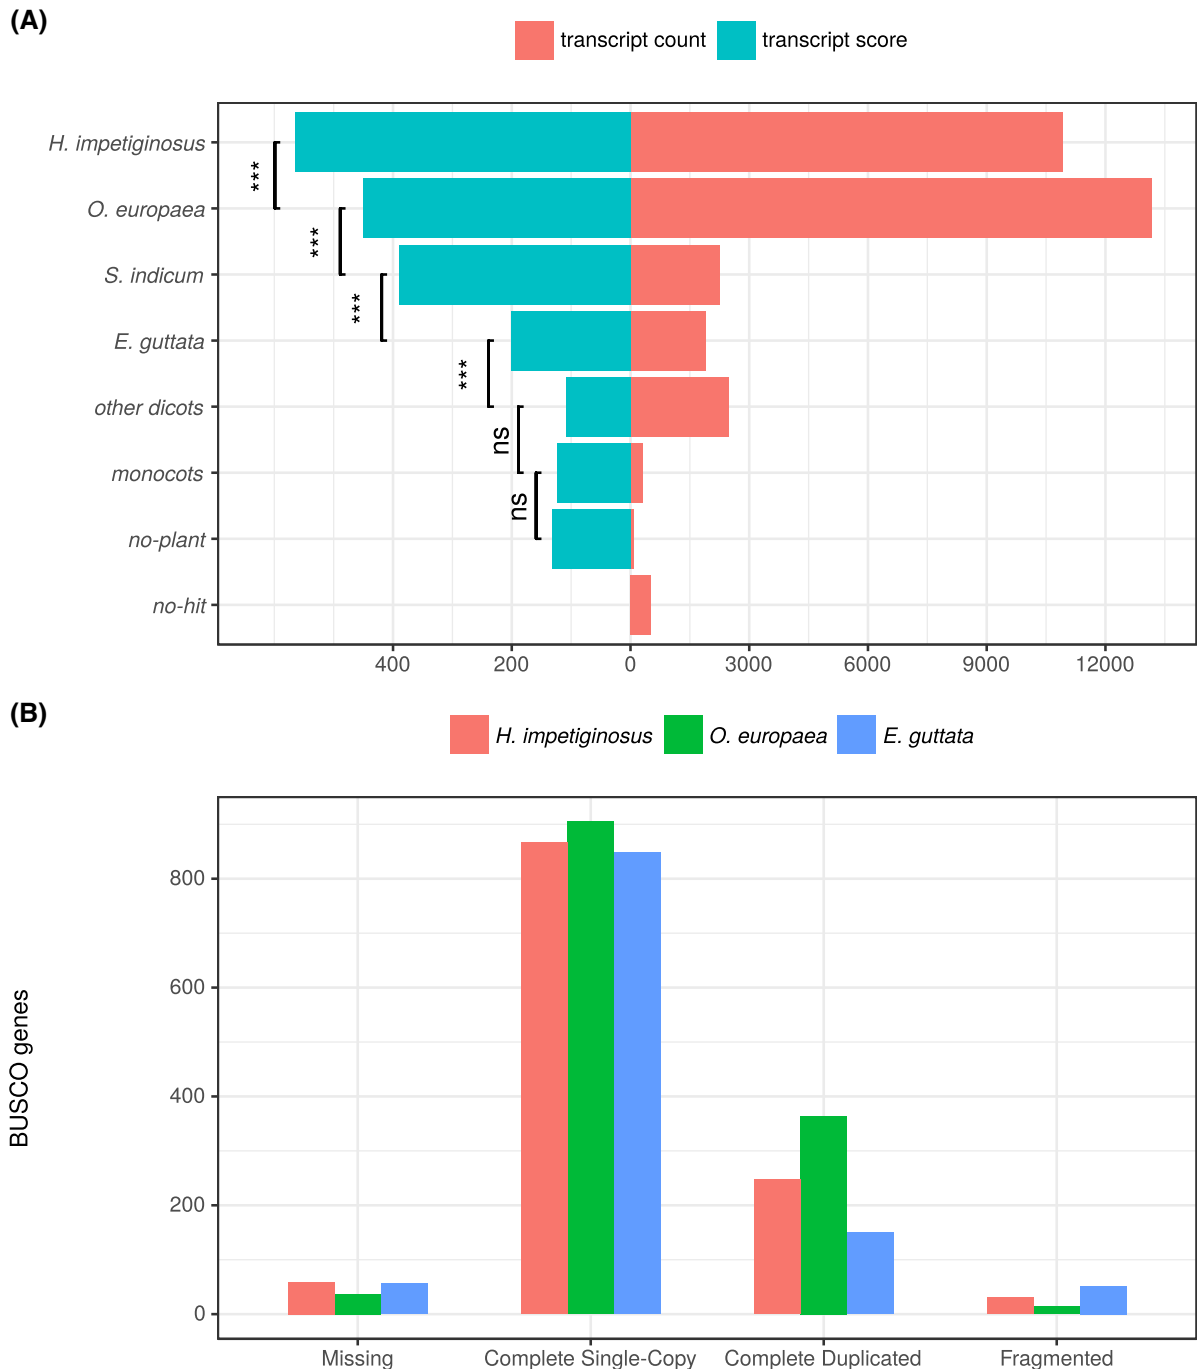 (A)
transcript count transcript score
H. impetiginosus
***
O. europaea
***
S. indicum
***
E. guttata
***
other dicots
ns
monocots
ns
no-plant
no-hit
400 200 0 3000 6000 9000 12000
(B)
H. impetiginosus O. europaea E. guttata
BUSCO genes
800
600
400
200
0
Missing Complete Single-Copy Complete Duplicated Fragmented